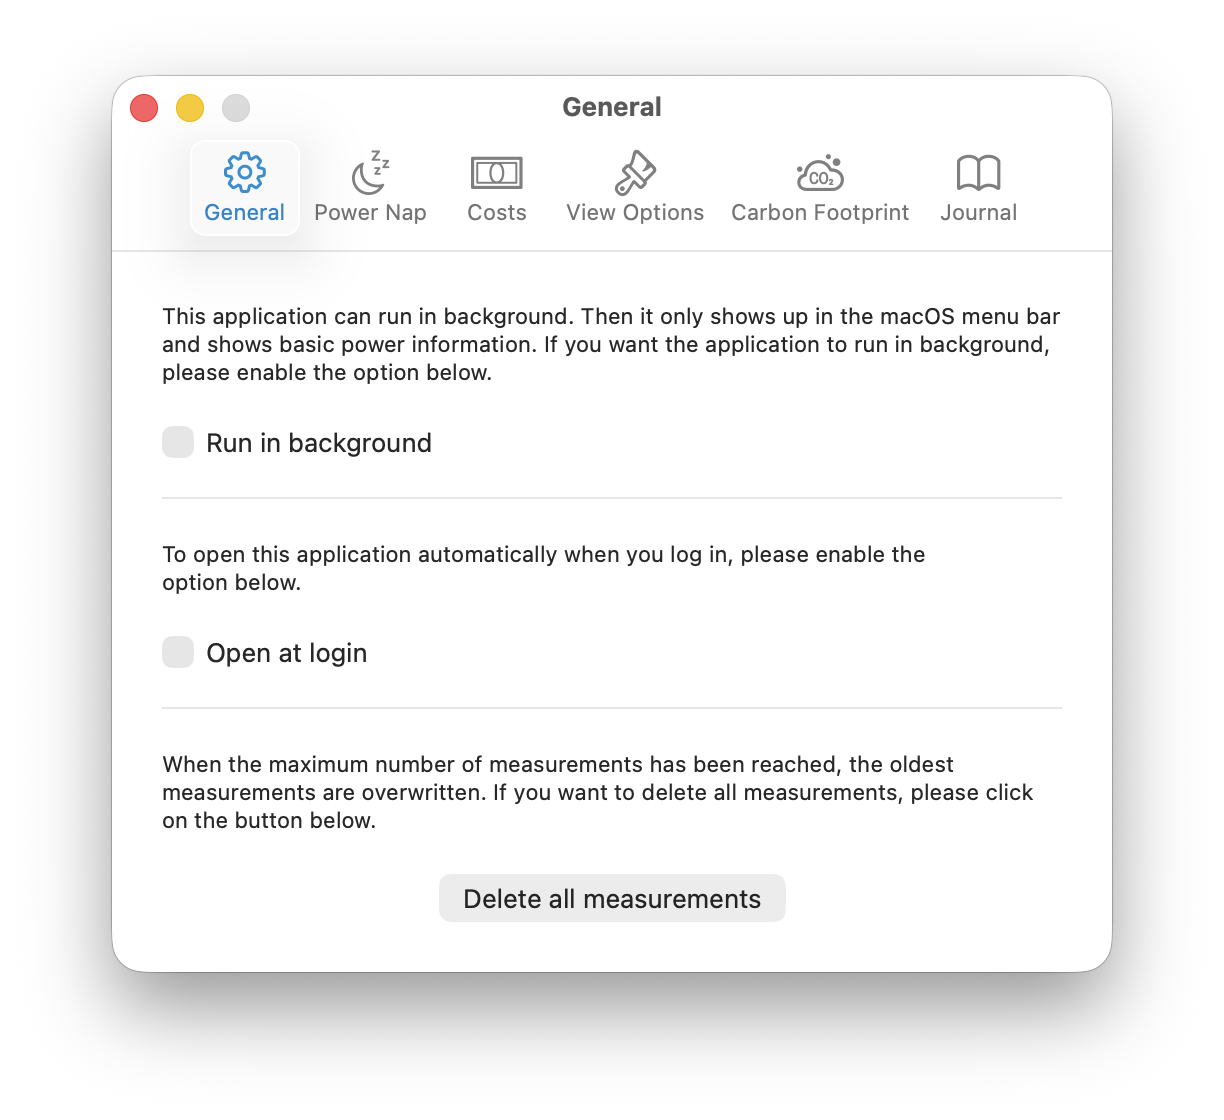 General
General
Power Nap
Costs
View Options
CO₂
Carbon Footprint
Journal
This application can run in background. Then it only shows up in the macOS menu bar
and shows basic power information. If you want the application to run in background,
please enable the option below.
Run in background
To open this application automatically when you log in, please enable the
option below.
Open at login
When the maximum number of measurements has been reached, the oldest
measurements are overwritten. If you want to delete all measurements, please click
on the button below.
Delete all measurements